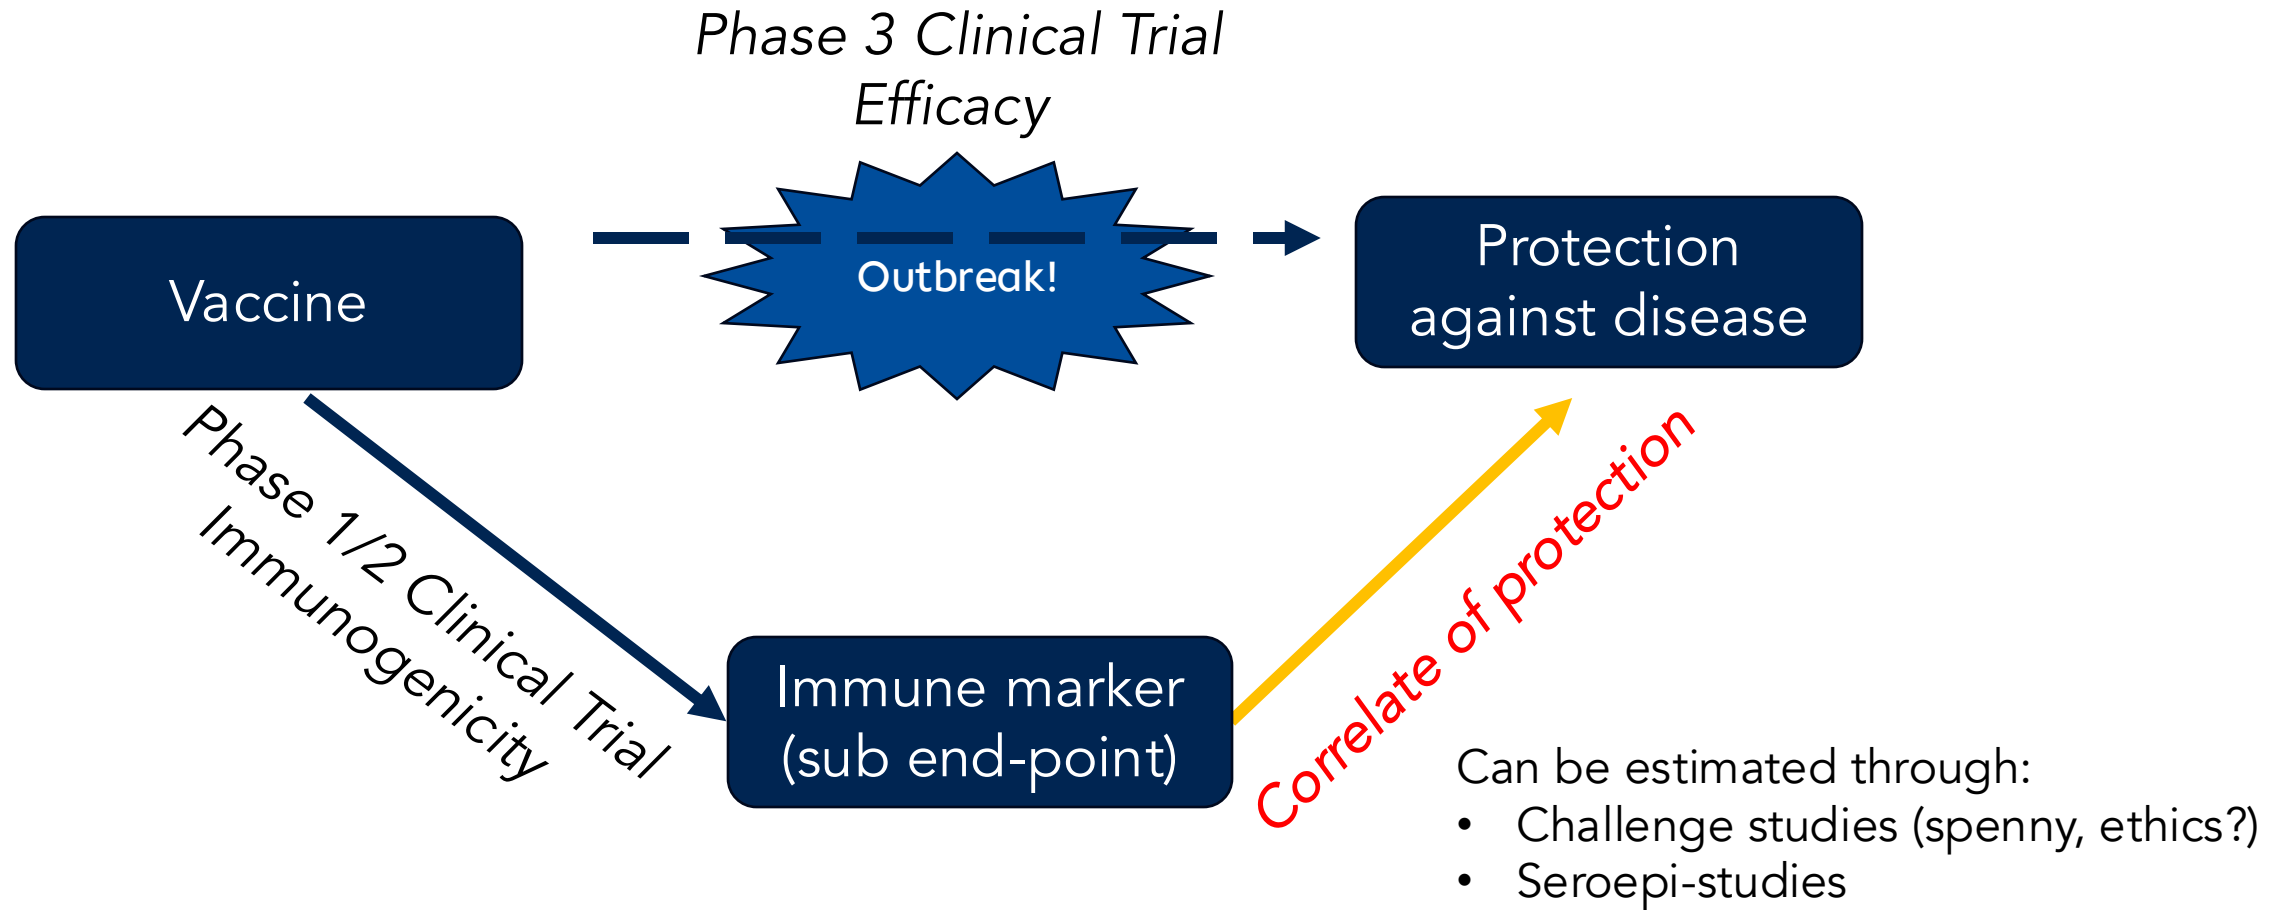 Phase 3 Clinical Trial
Efficacy
Outbreak!
Vaccine
Protection
against disease
Phase 1/2 Clinical Trial
Immunogenicity
Immune marker
(sub end-point)
Correlate of protection
Can be estimated through:
• Challenge studies (spenny, ethics?)
• Seroepi-studies